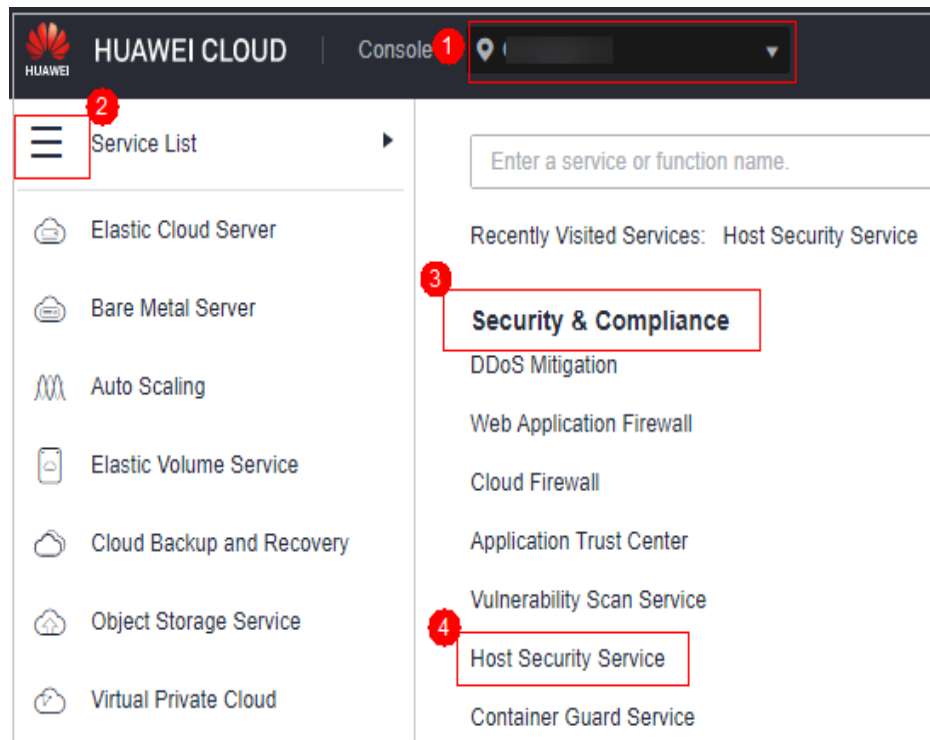 HUAWEI
HUAWEI CLOUD
Console
1
2
Service List
Elastic Cloud Server
Bare Metal Server
Auto Scaling
Elastic Volume Service
Cloud Backup and Recovery
Object Storage Service
Virtual Private Cloud
Enter a service or function name.
Recently Visited Services: Host Security Service
3
Security & Compliance
DDoS Mitigation
Web Application Firewall
Cloud Firewall
Application Trust Center
Vulnerability Scan Service
4
Host Security Service
Container Guard Service